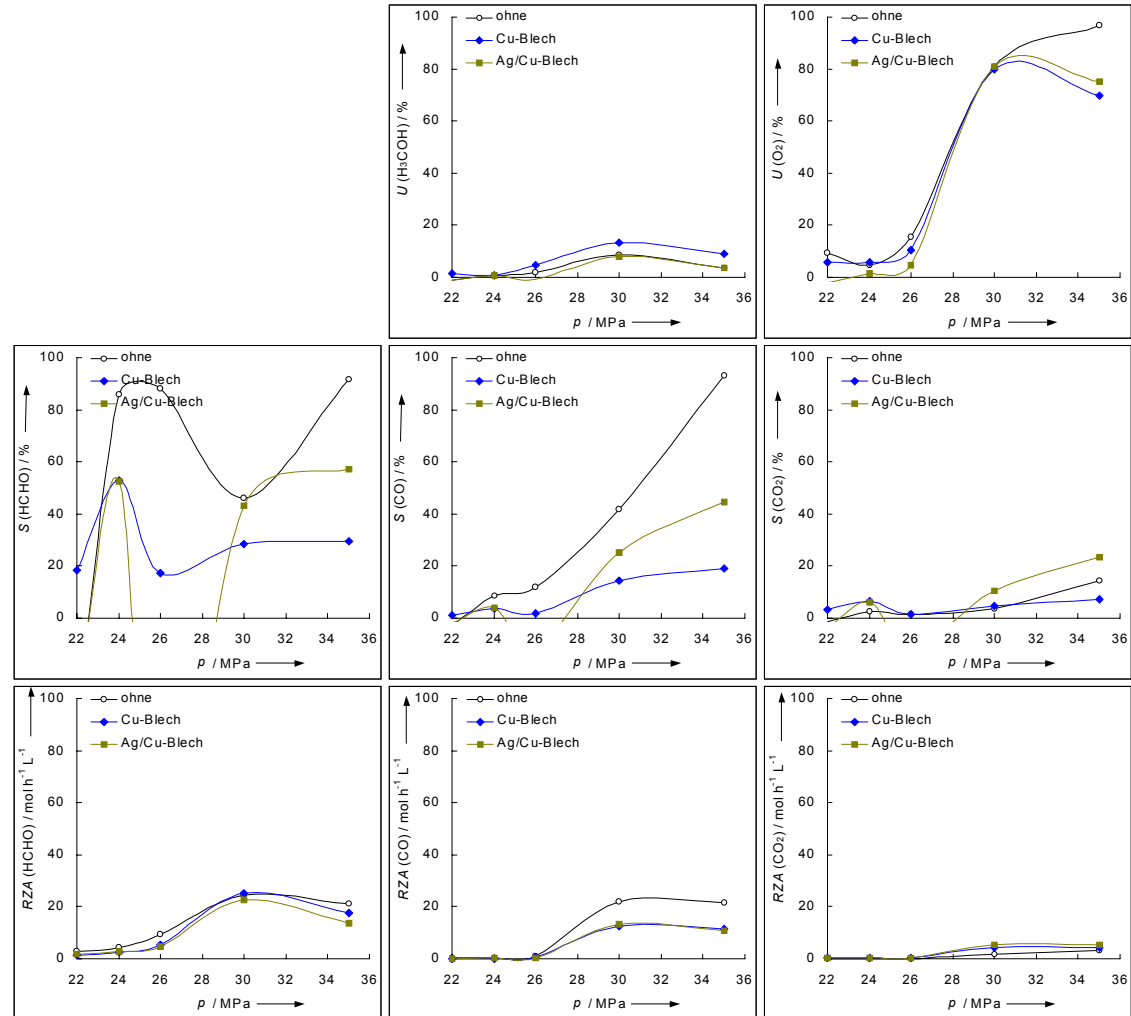 100
80
60
40
20
0
U (H₃COH) / %
ohne
Cu-Blech
Ag/Cu-Blech
22 24 26 28 30 32 34 36
p / MPa
100
80
60
40
20
0
U (O₂) / %
ohne
Cu-Blech
Ag/Cu-Blech
22 24 26 28 30 32 34 36
p / MPa
100
80
60
40
20
0
S (HCHO) / %
ohne
Cu-Blech
Ag/Cu-Blech
22 24 26 28 30 32 34 36
p / MPa
100
80
60
40
20
0
S (CO) / %
ohne
Cu-Blech
Ag/Cu-Blech
22 24 26 28 30 32 34 36
p / MPa
100
80
60
40
20
0
S (CO₂) / %
ohne
Cu-Blech
Ag/Cu-Blech
22 24 26 28 30 32 34 36
p / MPa
100
80
60
40
20
0
RZA (HCHO) / mol h⁻¹ L⁻¹
ohne
Cu-Blech
Ag/Cu-Blech
22 24 26 28 30 32 34 36
p / MPa
100
80
60
40
20
0
RZA (CO) / mol h⁻¹ L⁻¹
ohne
Cu-Blech
Ag/Cu-Blech
22 24 26 28 30 32 34 36
p / MPa
100
80
60
40
20
0
RZA (CO₂) / mol h⁻¹ L⁻¹
ohne
Cu-Blech
Ag/Cu-Blech
22 24 26 28 30 32 34 36
p / MPa